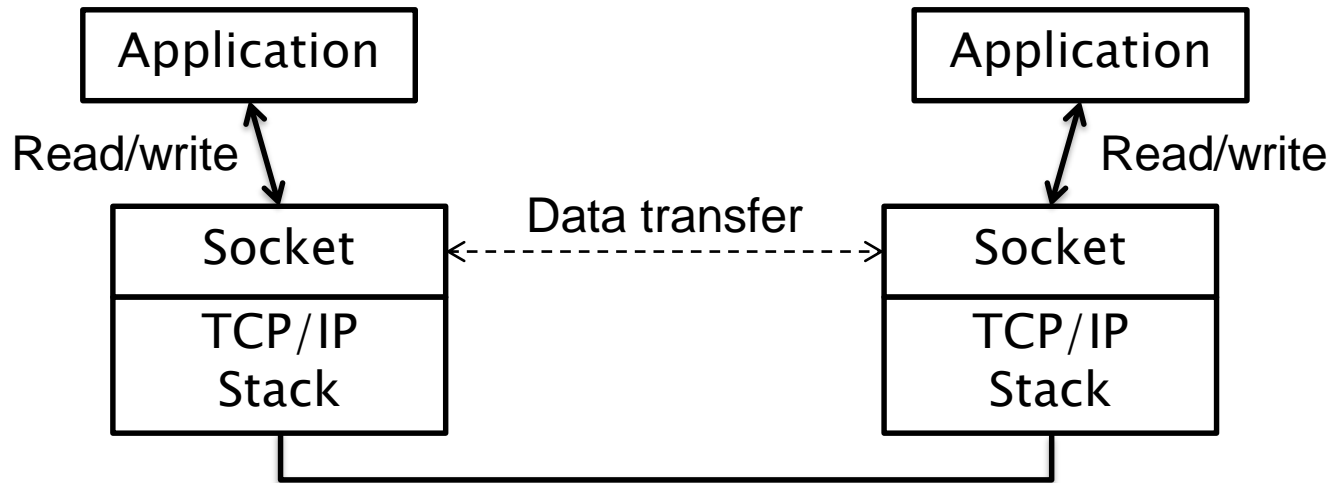 Application
Application
Read/write
Read/write
Data transfer
Socket
Socket
TCP/IP
Stack
TCP/IP
Stack